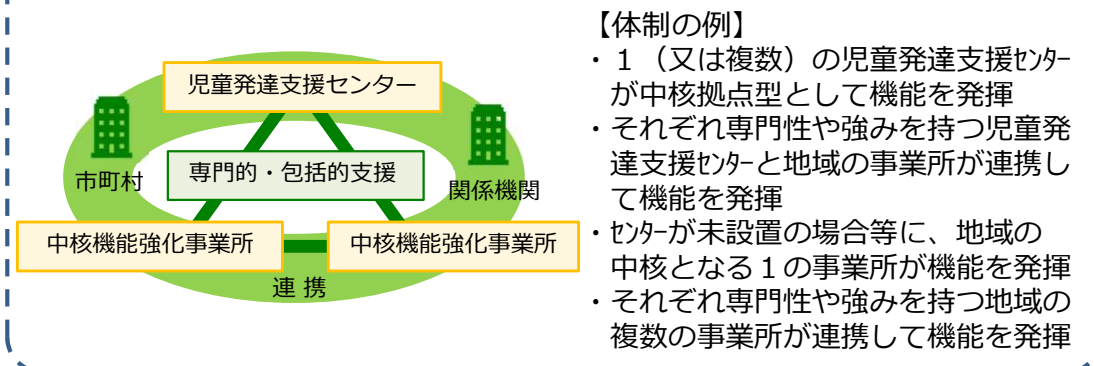 児童発達支援センター
市町村
専門的・包括的支援
関係機関
中核機能強化事業所
中核機能強化事業所
連 携
【体制の例】
・１（又は複数）の児童発達支援ｾﾝﾀｰ
が中核拠点型として機能を発揮
・それぞれ専門性や強みを持つ児童発
達支援ｾﾝﾀｰと地域の事業所が連携し
て機能を発揮
・ｾﾝﾀｰが未設置の場合等に、地域の
中核となる１の事業所が機能を発揮
・それぞれ専門性や強みを持つ地域の
複数の事業所が連携して機能を発揮